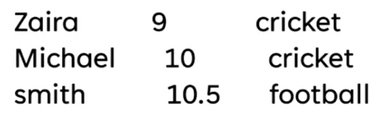 Zaira 9 cricket
Michael 10 cricket
smith 10.5 football